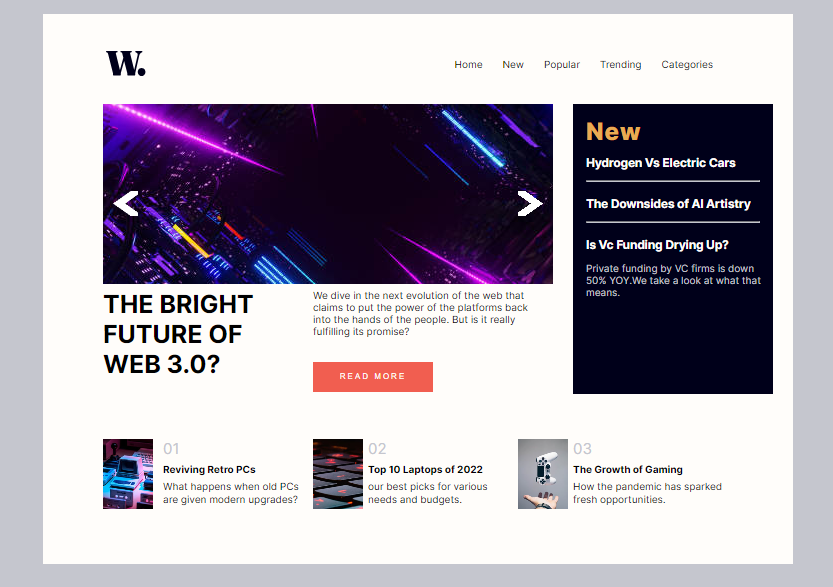 W.
Home New Popular Trending Categories
New
Hydrogen Vs Electric Cars
The Downsides of AI Artistry
Is Vc Funding Drying Up?
Private funding by VC firms is down
50% YOY.We take a look at what that
means.
THE BRIGHT
FUTURE OF
WEB 3.0?
We dive in the next evolution of the web that
claims to put the power of the platforms back
into the hands of the people. But is it really
fulfilling its promise?
READ MORE
01
Reviving Retro PCs
What happens when old PCs
are given modern upgrades?
02
Top 10 Laptops of 2022
our best picks for various
needs and budgets.
03
The Growth of Gaming
How the pandemic has sparked
fresh opportunities.